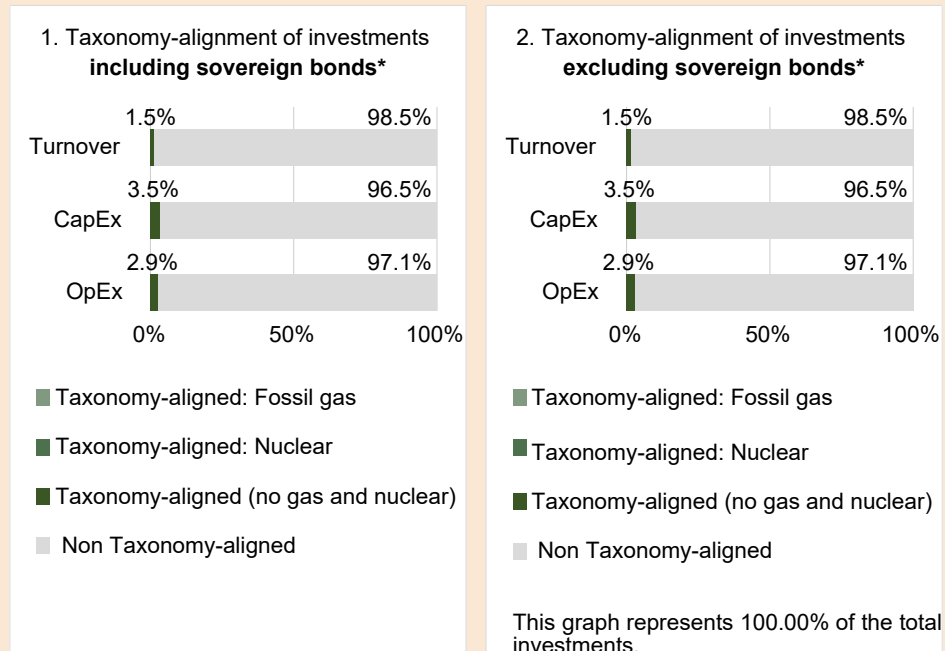 1. Taxonomy-alignment of investments
including sovereign bonds*
1.5% 98.5%
Turnover
3.5% 96.5%
CapEx
2.9% 97.1%
OpEx
0% 50% 100%
Taxonomy-aligned: Fossil gas
Taxonomy-aligned: Nuclear
Taxonomy-aligned (no gas and nuclear)
Non Taxonomy-aligned
2. Taxonomy-alignment of investments
excluding sovereign bonds*
1.5% 98.5%
Turnover
3.5% 96.5%
CapEx
2.9% 97.1%
OpEx
0% 50% 100%
Taxonomy-aligned: Fossil gas
Taxonomy-aligned: Nuclear
Taxonomy-aligned (no gas and nuclear)
Non Taxonomy-aligned
This graph represents 100.00% of the total
investments.